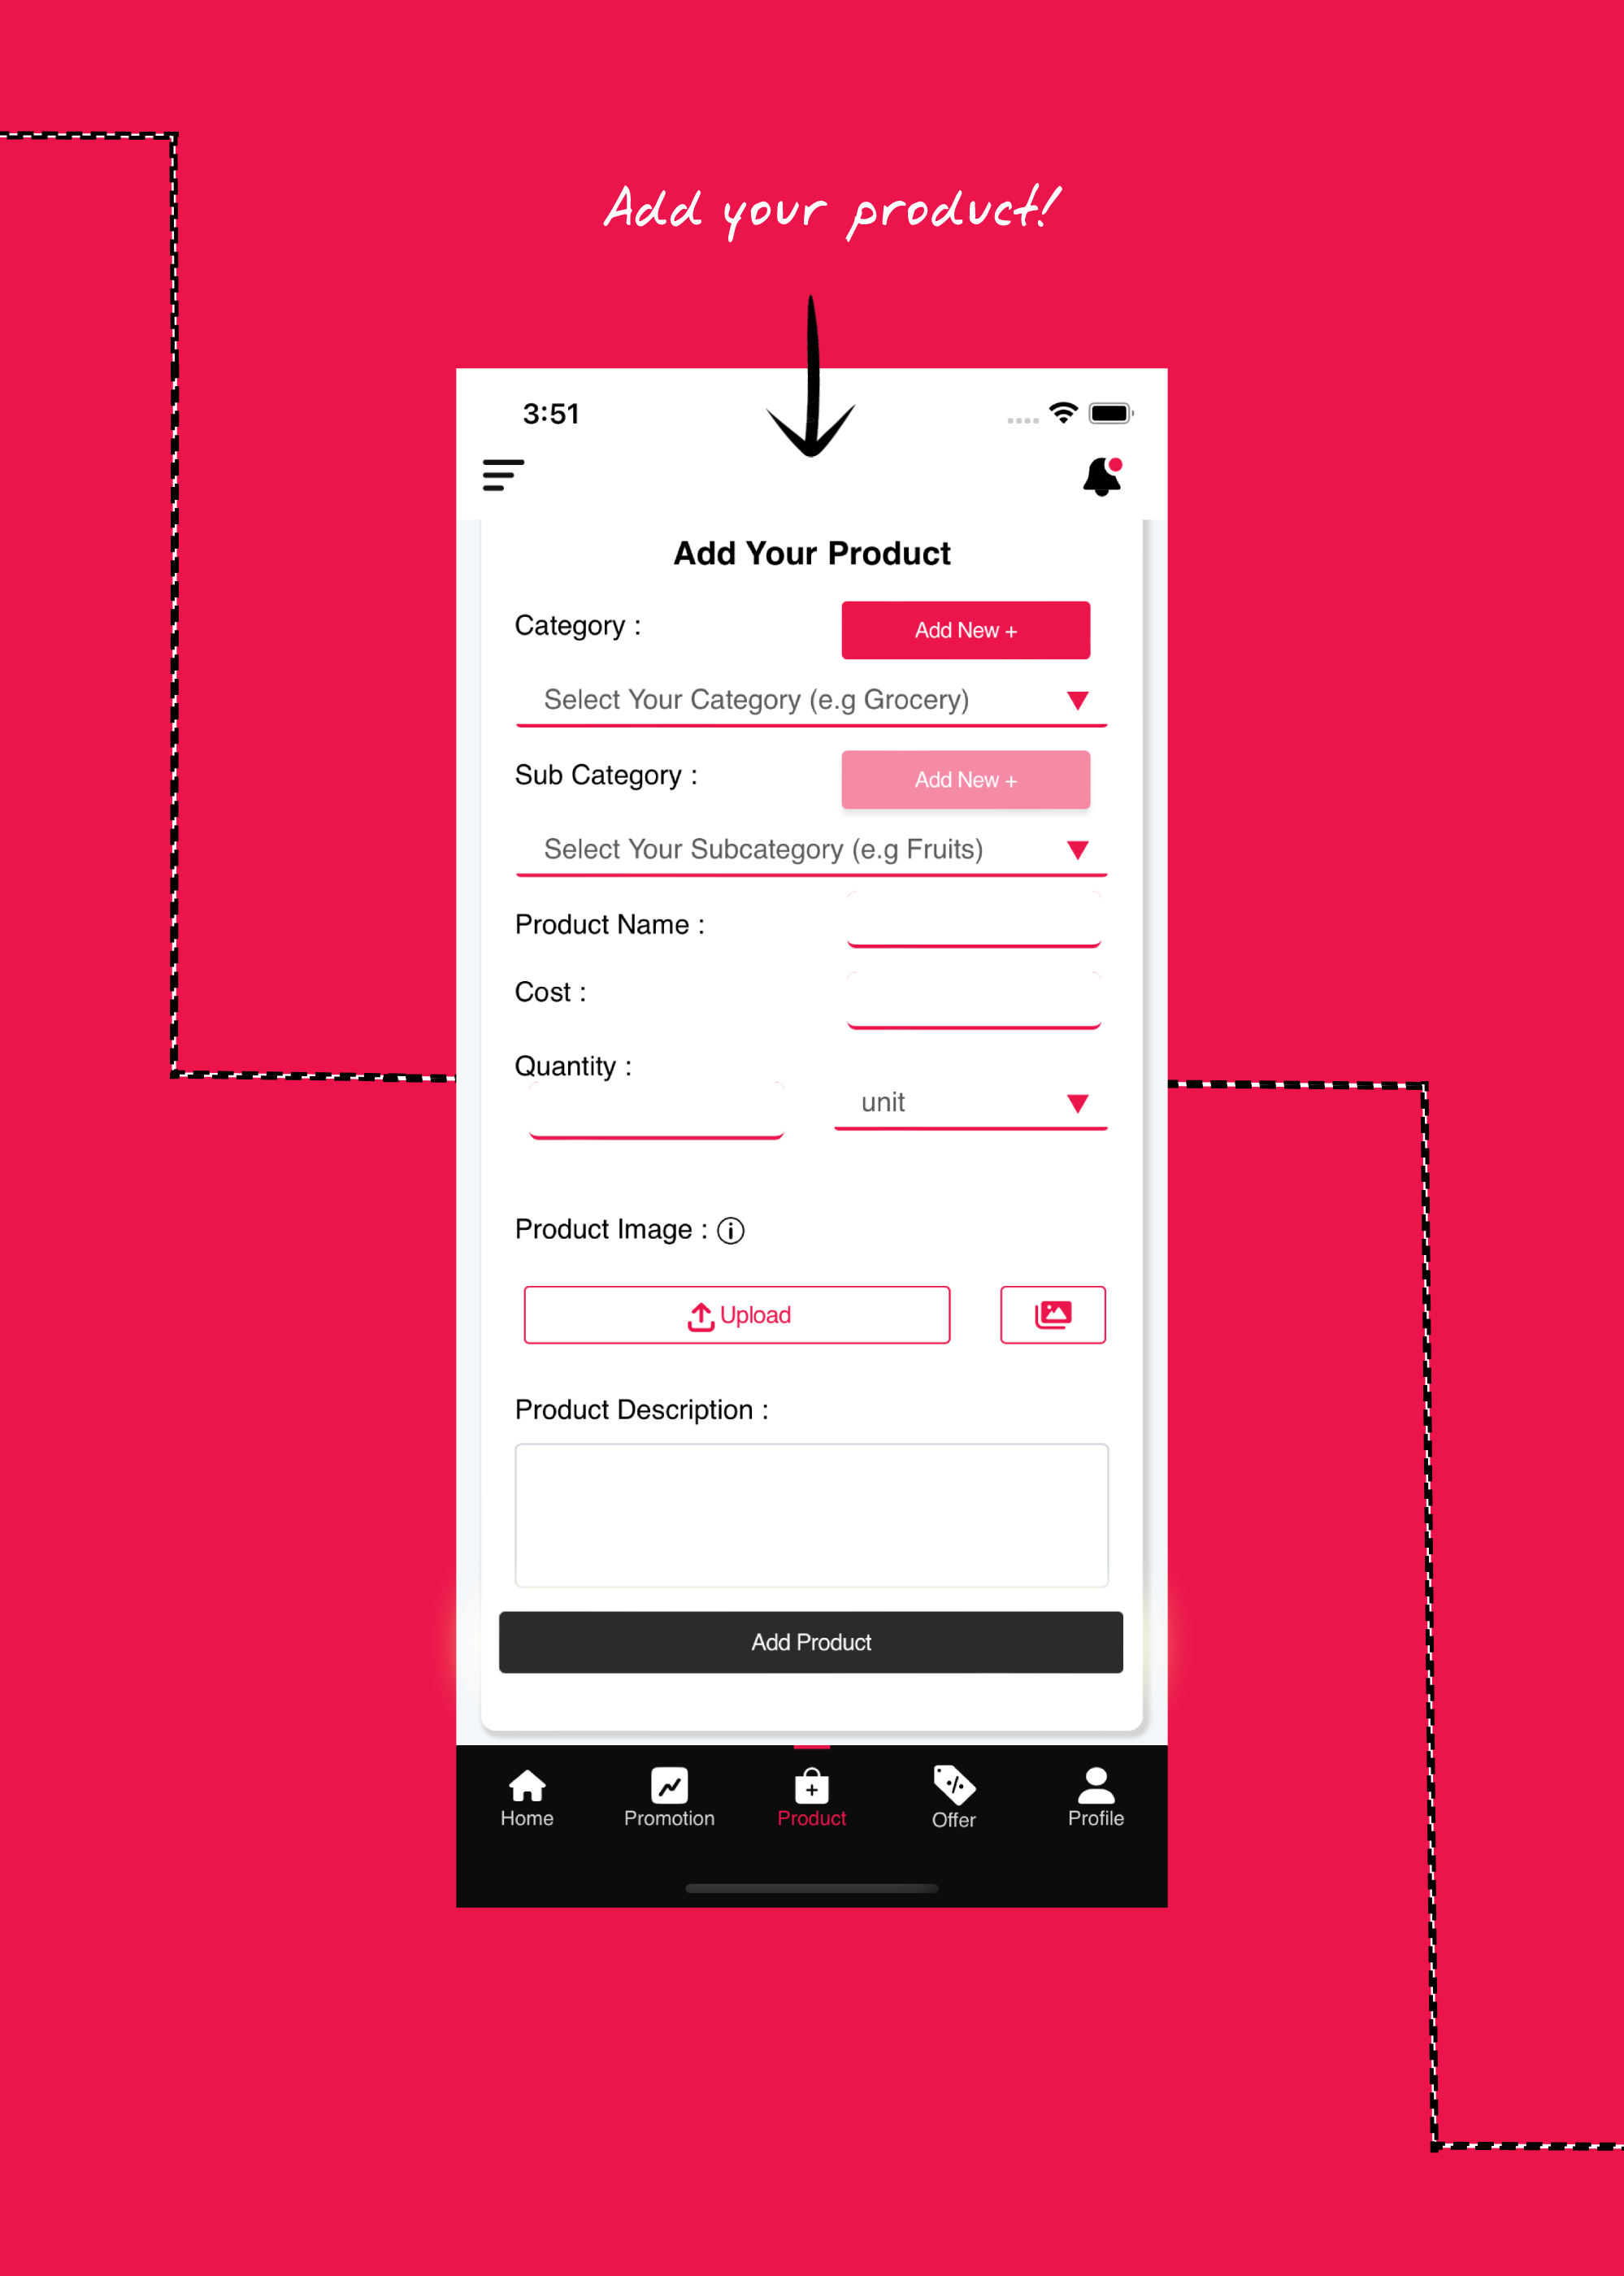 Add your product!
3:51
Add Your Product
Category :
Add New +
Select Your Category (e.g Grocery)
Sub Category :
Add New +
Select Your Subcategory (e.g Fruits)
Product Name :
Cost :
Quantity :
unit
Product Image :
Upload
Product Description :
Add Product
Home
Promotion
Product
Offer
Profile